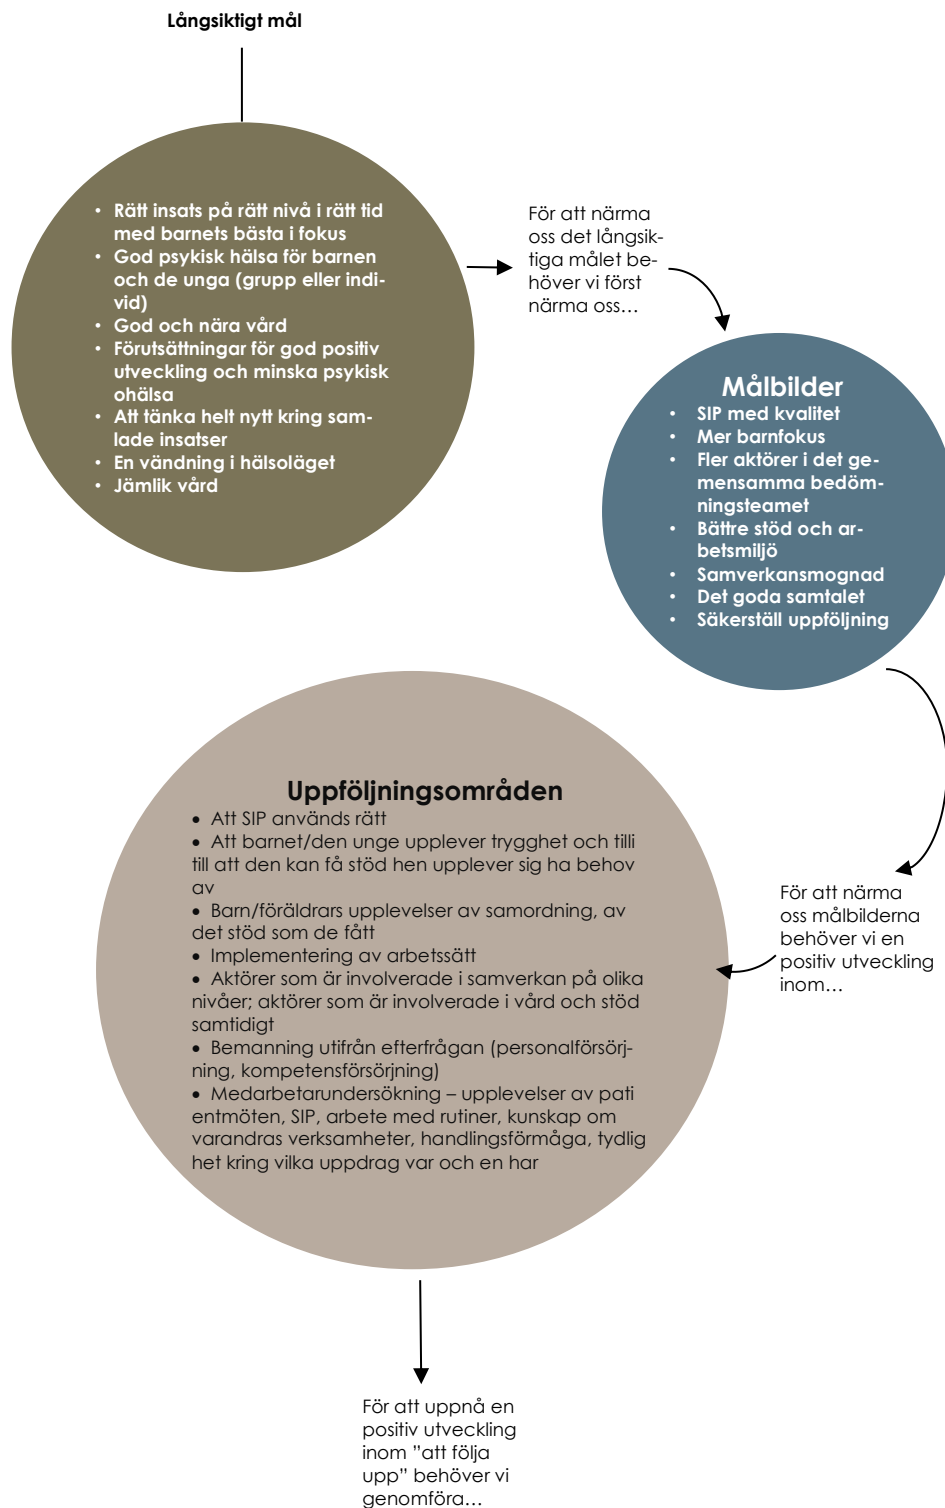 Långsiktigt mål
• Rätt insats på rätt nivå i rätt tid
med barnets bästa i fokus
• God psykisk hälsa för barnen
och de unga (grupp eller indi-
vid)
• God och nära vård
• Förutsättningar för god positiv
utveckling och minska psykisk
ohälsa
• Att tänka helt nytt kring sam-
lade insatser
• En vändning i hälsoläget
• Jämlik vård
För att närma
oss det långsik-
tiga målet be-
höver vi först
närma oss…
Målbilder
• SIP med kvalitet
• Mer barnfokus
• Fler aktörer i det ge-
mensamma bedöm-
ningsteamet
• Bättre stöd och ar-
betsmiljö
• Samverkansmognad
• Det goda samtalet
• Säkerställ uppföljning
Uppföljningsområden
• Att SIP används rätt
• Att barnet/den unge upplever trygghet och tilli
till att den kan få stöd hen upplever sig ha behov
av
• Barn/föräldrars upplevelser av samordning, av
det stöd som de fått
• Implementering av arbetssätt
• Aktörer som är involverade i samverkan på olika
nivåer; aktörer som är involverade i vård och stöd
samtidigt
• Bemanning utifrån efterfrågan (personalförsörj-
ning, kompetensförsörjning)
• Medarbetarundersökning – upplevelser av pati
entmöten, SIP, arbete med rutiner, kunskap om
varandras verksamheter, handlingsförmåga, tydlig
het kring vilka uppdrag var och en har
För att närma
oss målbilderna
behöver vi en
positiv utveckling
inom…
För att uppnå en
positiv utveckling
inom ”att följa
upp” behöver vi
genomföra…